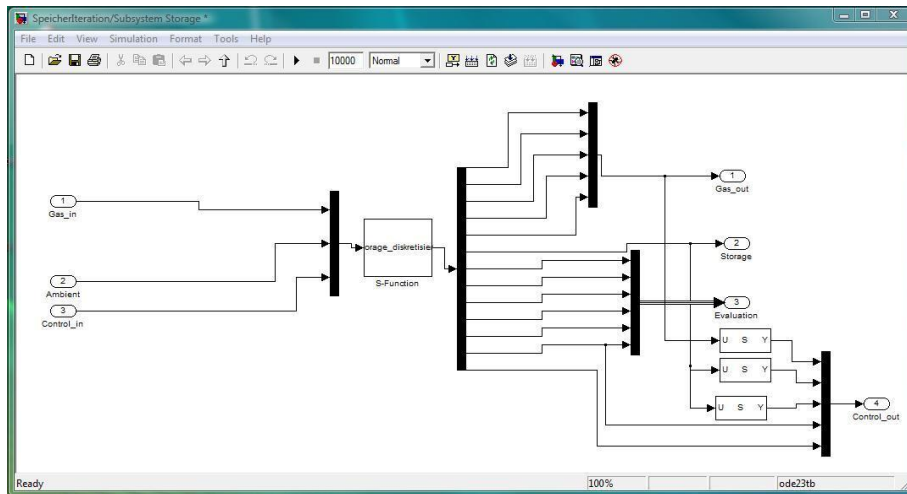 SpeicherIteration/Subsystem Storage *
File Edit View Simulation Format Tools Help
10000 Normal
1
Gas_in
2
Ambient
3
Control_in
orage_diskretisie
S-Function
1
Gas_out
2
Storage
3
Evaluation
U S Y
U S Y
U S Y
4
Control_out
Ready 100% ode23tb